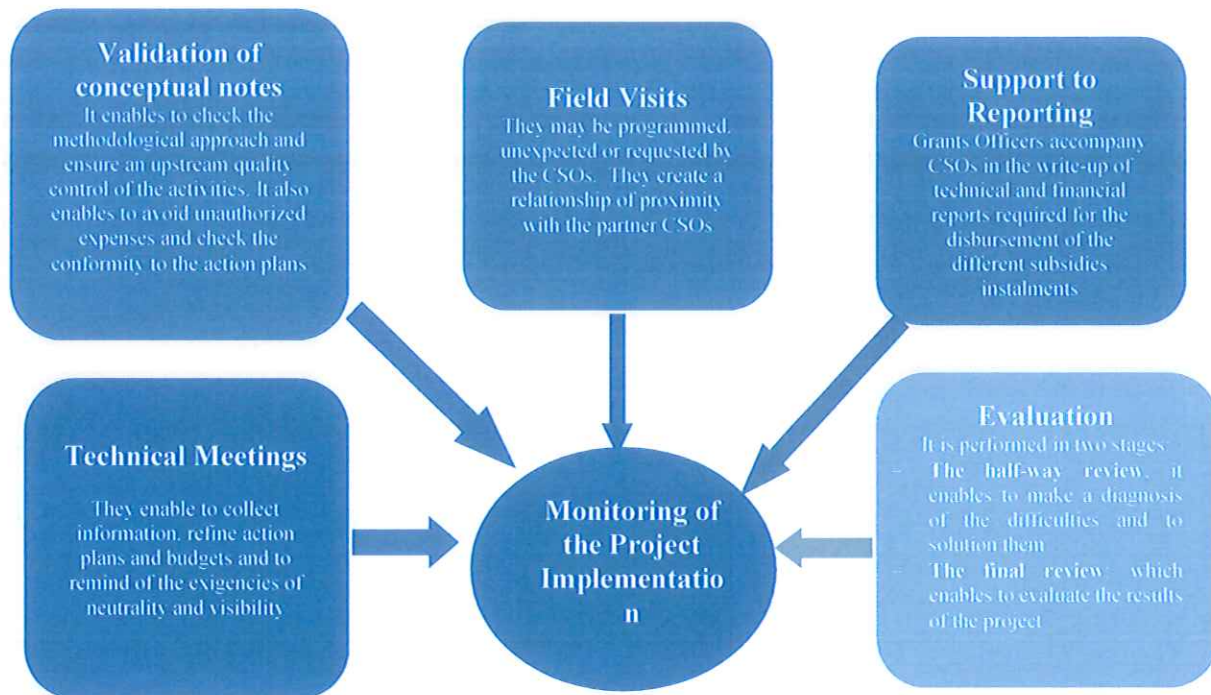 Validation of
conceptual notes
It enables to check the
methodological approach and
ensure an upstream quality
control of the activities. It also
enables to avoid unauthorized
expenses and check the
conformity to the action plans
Field Visits
They may be programmed,
unexpected or requested by
the CSOs. They create a
relationship of proximity
with the partner CSOs
Support to
Reporting
Grants Officers accompany
CSOs in the write-up of
technical and financial
reports required for the
disbursement of the
different subsidies
instalments
Technical Meetings
They enable to collect
information, refine action
plans and budgets and to
remind of the exigencies of
neutrality and visibility
Monitoring of
the Project
Implementatio
n
Evaluation
It is performed in two stages:
- The half-way review, it
enables to make a diagnosis
of the difficulties and to
solution them
- The final review which
enables to evaluate the results
of the project